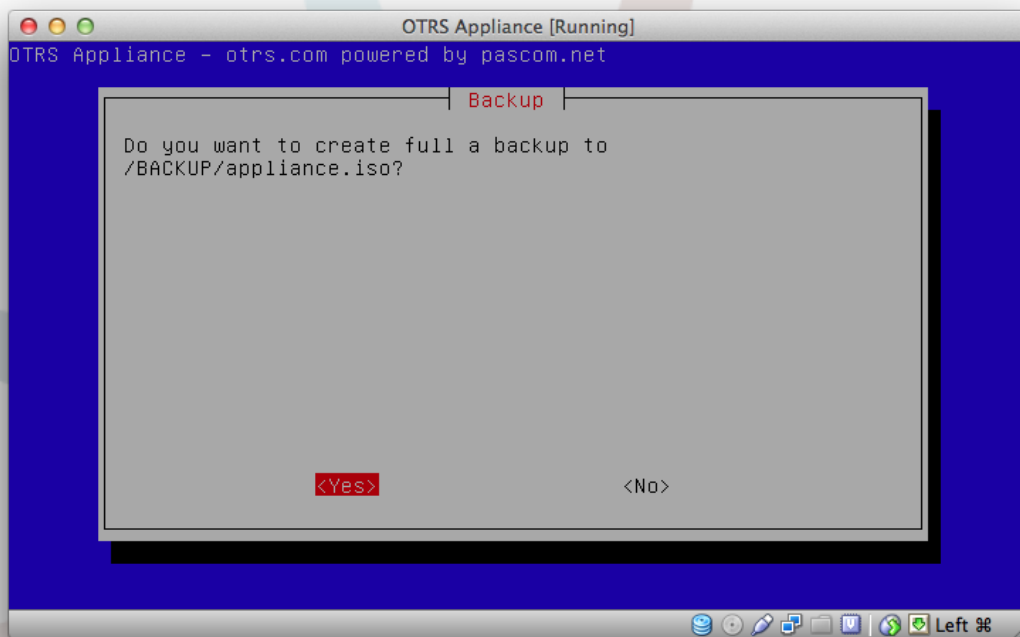 OTRS Appliance [Running]
OTRS Appliance - otrs.com powered by pascom.net
Backup
Do you want to create full a backup to
/BACKUP/appliance.iso?
<Yes> <No>
Left ⌘